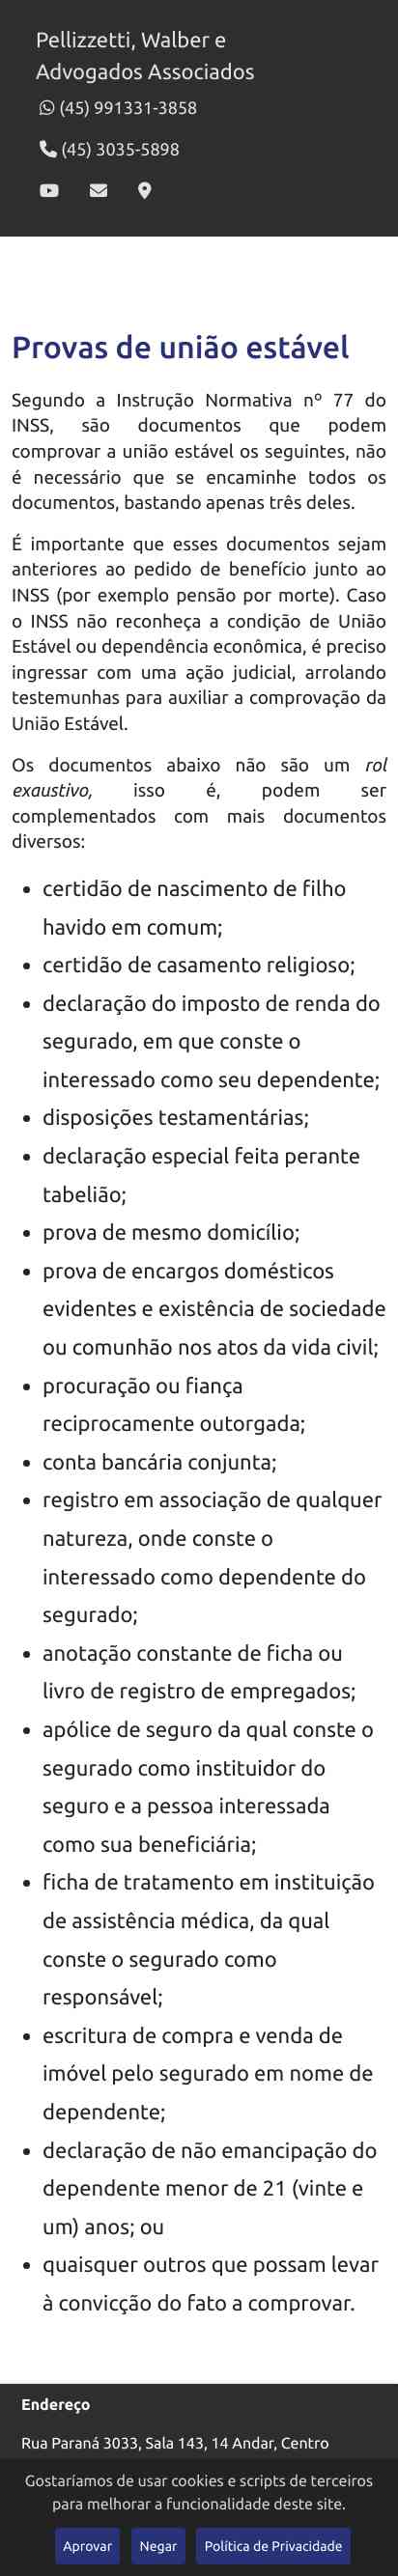 Pellizzetti, Walber e
Advogados Associados
(45) 991331-3858
(45) 3035-5898
Provas de união estável
Segundo a Instrução Normativa nº 77 do
INSS, são documentos que podem
comprovar a união estável os seguintes, não
é necessário que se encaminhe todos os
documentos, bastando apenas três deles.
É importante que esses documentos sejam
anteriores ao pedido de benefício junto ao
INSS (por exemplo pensão por morte). Caso
o INSS não reconheça a condição de União
Estável ou dependência econômica, é preciso
ingressar com uma ação judicial, arrolando
testemunhas para auxiliar a comprovação da
União Estável.
Os documentos abaixo não são um rol
exaustivo, isso é, podem ser
complementados com mais documentos
diversos:
• certidão de nascimento de filho
havido em comum;
• certidão de casamento religioso;
• declaração do imposto de renda do
segurado, em que conste o
interessado como seu dependente;
• disposições testamentárias;
• declaração especial feita perante
tabelião;
• prova de mesmo domicílio;
• prova de encargos domésticos
evidentes e existência de sociedade
ou comunhão nos atos da vida civil;
• procuração ou fiança
reciprocamente outorgada;
• conta bancária conjunta;
• registro em associação de qualquer
natureza, onde conste o
interessado como dependente do
segurado;
• anotação constante de ficha ou
livro de registro de empregados;
• apólice de seguro da qual conste o
segurado como instituidor do
seguro e a pessoa interessada
como sua beneficiária;
• ficha de tratamento em instituição
de assistência médica, da qual
conste o segurado como
responsável;
• escritura de compra e venda de
imóvel pelo segurado em nome de
dependente;
• declaração de não emancipação do
dependente menor de 21 (vinte e
um) anos; ou
• quaisquer outros que possam levar
à convicção do fato a comprovar.
Endereço
Rua Paraná 3033, Sala 143, 14 Andar, Centro
Gostaríamos de usar cookies e scripts de terceiros
para melhorar a funcionalidade deste site.
Aprovar Negar Política de Privacidade